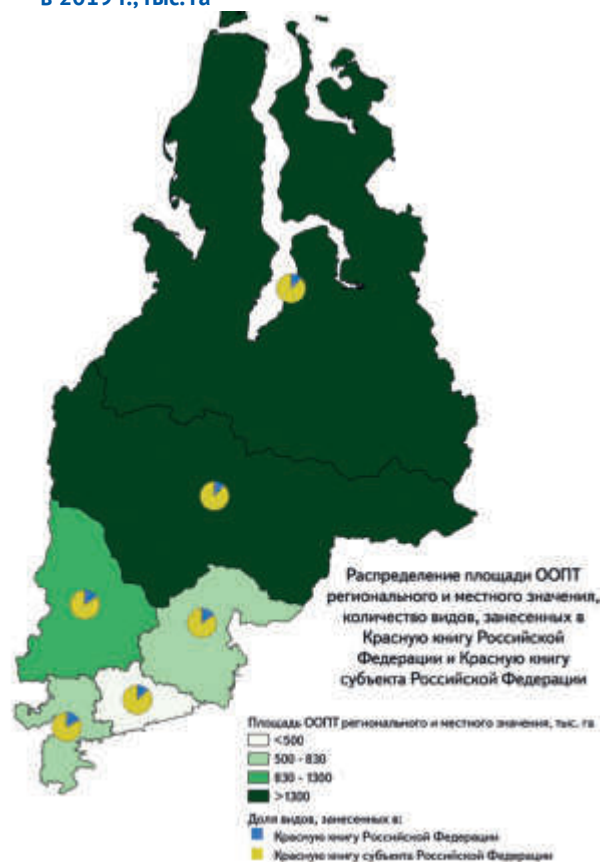 в 2019 г., тыс. га
Распределение площади ООПТ
регионального и местного значения,
количество видов, занесенных в
Красную книгу Российской
Федерации и Красную книгу
субъекта Российской Федерации
Площадь ООПТ регионального и местного значения, тыс. га
<500
500 - 830
830 - 1300
>1300
Доля видов, занесенных в:
Красную книгу Российской Федерации
Красную книгу субъекта Российской Федерации